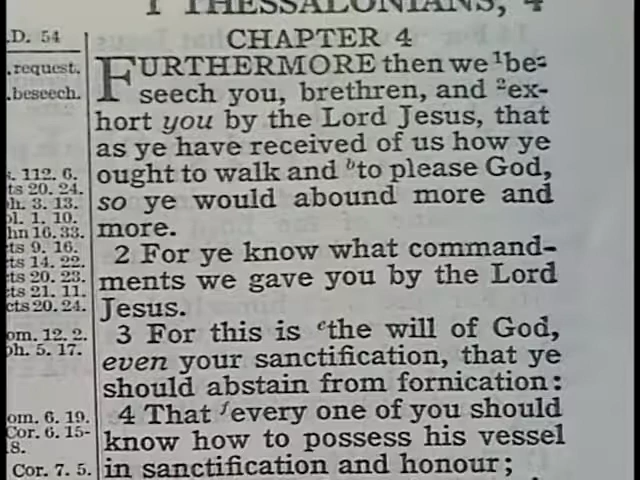 1 THESSALONIANS, 4
CHAPTER 4
FURTHERMORE then we ¹be-
seech you, brethren, and ²ex-
hort you by the Lord Jesus, that
as ye have received of us how ye
ought to walk and ᵇto please God,
so ye would abound more and
more.
2 For ye know what command-
ments we gave you by the Lord
Jesus.
3 For this is ᵉthe will of God,
even your sanctification, that ye
should abstain from fornication:
4 That ᶠevery one of you should
know how to possess his vessel
in sanctification and honour;
.D. 54
.request.
.beseech.
. 112. 6.
ts 20. 24.
h. 3. 13.
ol. 1. 10.
hn 16. 33.
cts 9. 16.
ts 14. 22.
cts 20. 23.
cts 21. 11.
cts 20. 24.
om. 12. 2.
ph. 5. 17.
om. 6. 19.
Cor. 6. 15-
18.
Cor. 7. 5.